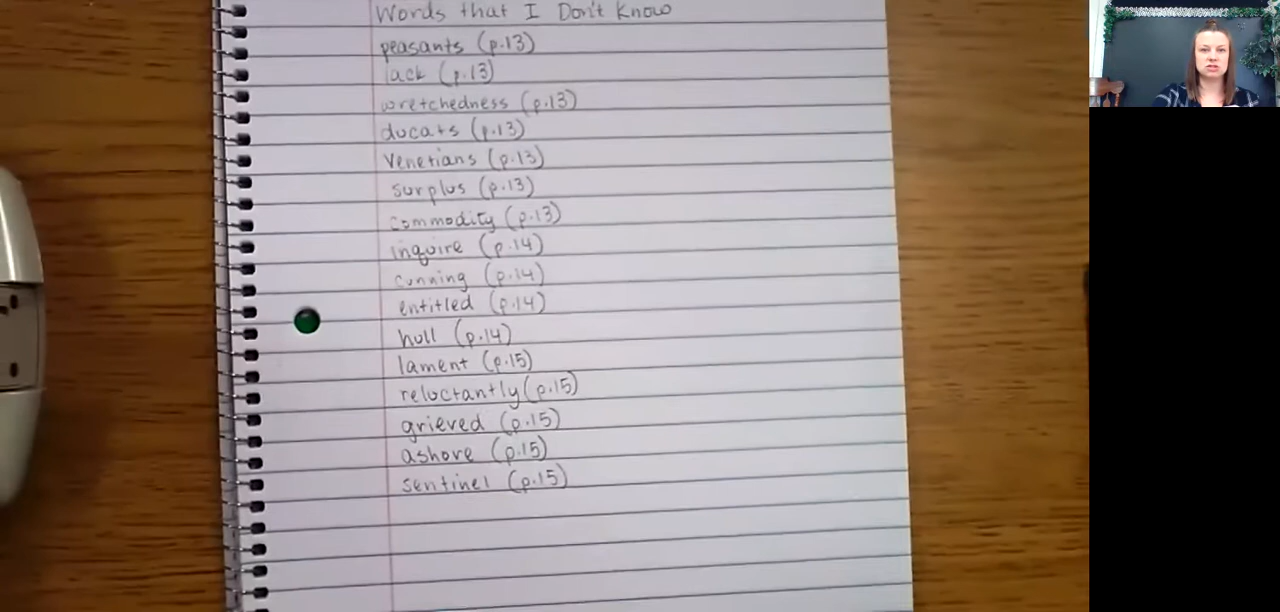 Words that I Don't Know
peasants (p.13)
lack (p.13)
wretchedness (p.13)
ducats (p.13)
Venetians (p.13)
surplus (p.13)
commodity (p.13)
inquire (p.14)
cunning (p.14)
entitled (p.14)
hull (p.14)
lament (p.15)
reluctantly (p.15)
grieved (p.15)
ashore (p.15)
sentinel (p.15)